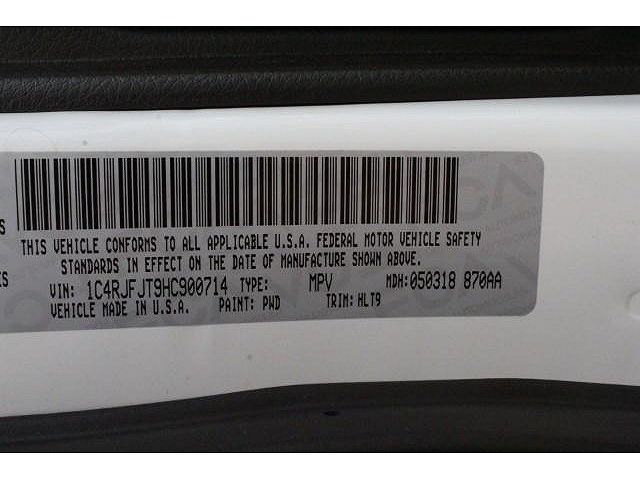 S
THIS VEHICLE CONFORMS TO ALL APPLICABLE U.S.A. FEDERAL MOTOR VEHICLE SAFETY
STANDARDS IN EFFECT ON THE DATE OF MANUFACTURE SHOWN ABOVE.
ES
VIN: 1C4RJFJT9HC900714 TYPE: MPV MDH:050318 870AA
VEHICLE MADE IN U.S.A. PAINT: PWD TRIM:HLT9